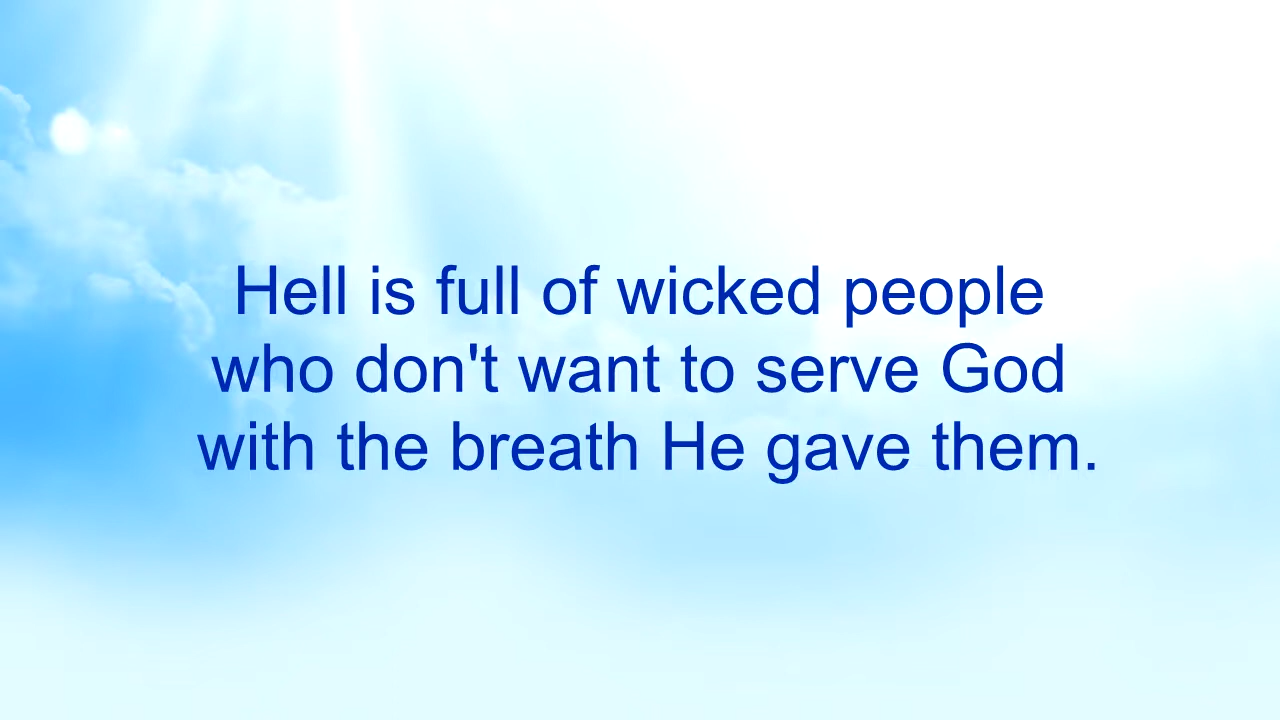 Hell is full of wicked people
who don't want to serve God
with the breath He gave them.